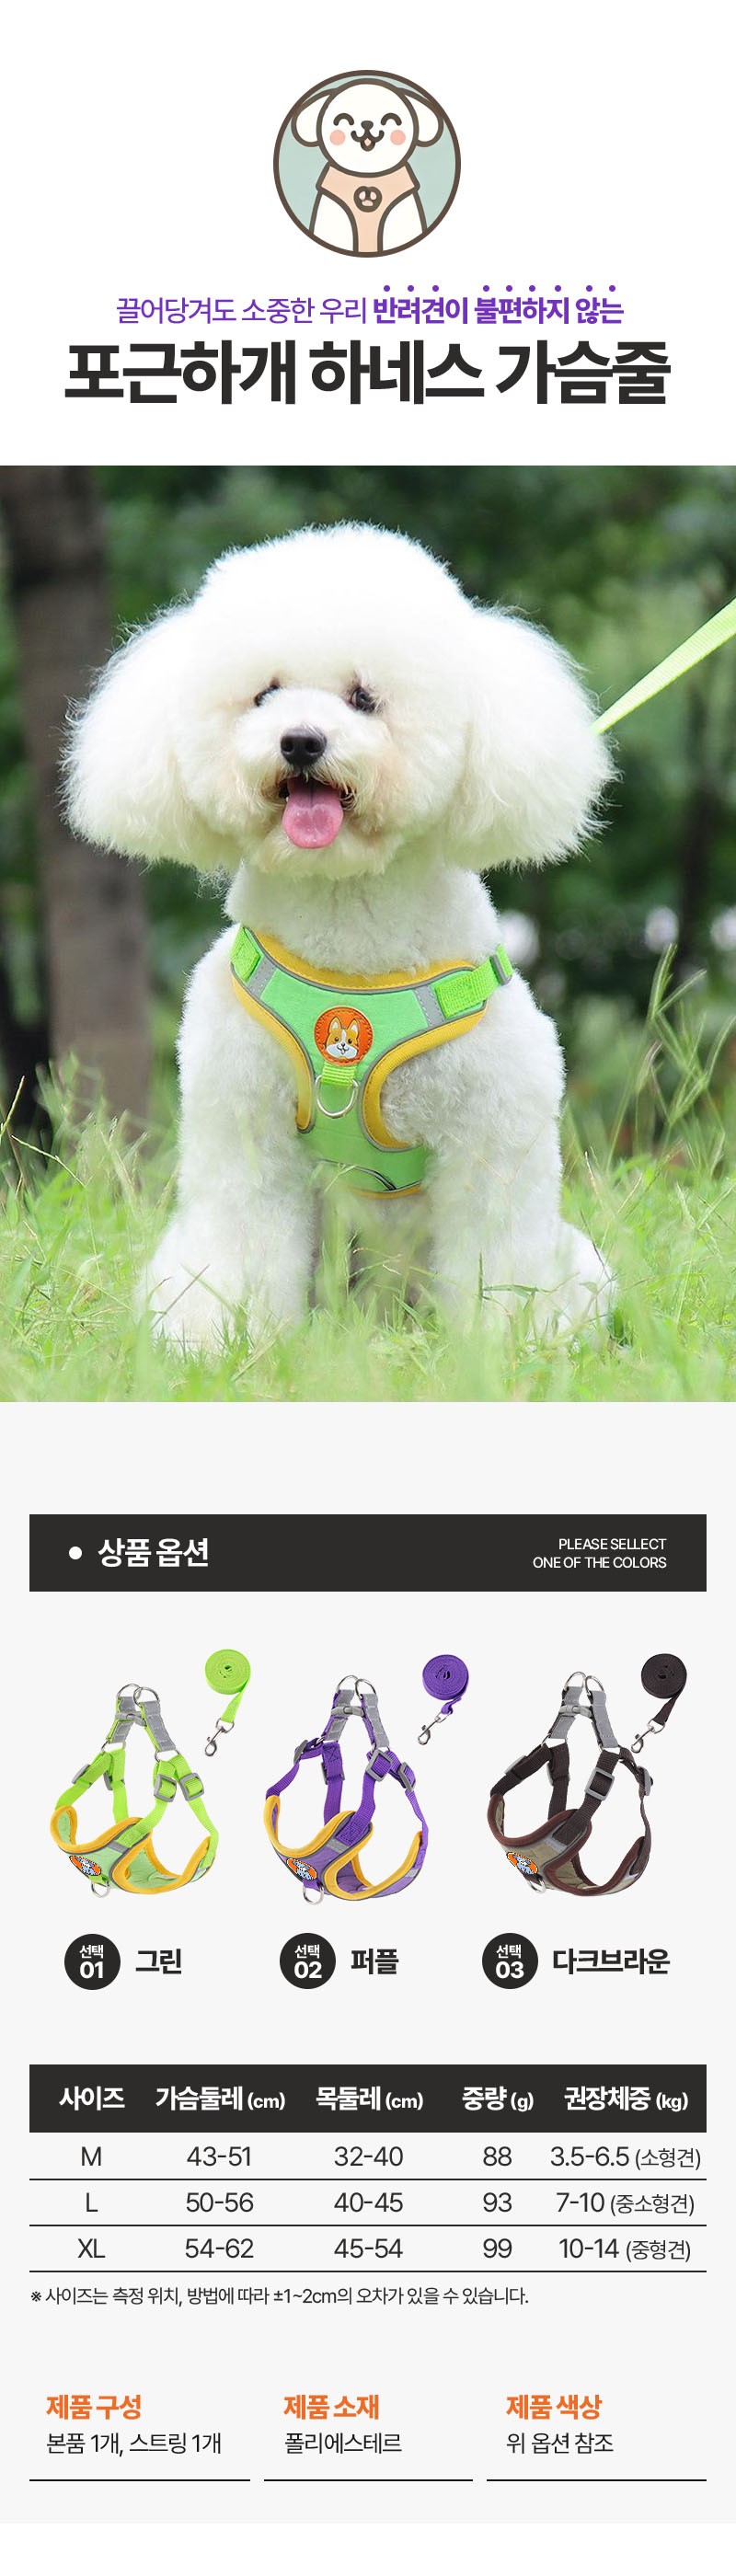 끌어당겨도 소중한 우리 반려견이 불편하지 않는
포근하개 하네스 가슴줄
• 상품 옵션
PLEASE SELLECT
ONE OF THE COLORS
선택 01 그린
선택 02 퍼플
선택 03 다크브라운
사이즈 가슴둘레 (cm) 목둘레 (cm) 중량 (g) 권장체중 (kg)
M 43-51 32-40 88 3.5-6.5 (소형견)
L 50-56 40-45 93 7-10 (중소형견)
XL 54-62 45-54 99 10-14 (중형견)
※ 사이즈는 측정 위치, 방법에 따라 ±1~2cm의 오차가 있을 수 있습니다.
제품 구성
본품 1개, 스트링 1개
제품 소재
폴리에스테르
제품 색상
위 옵션 참조